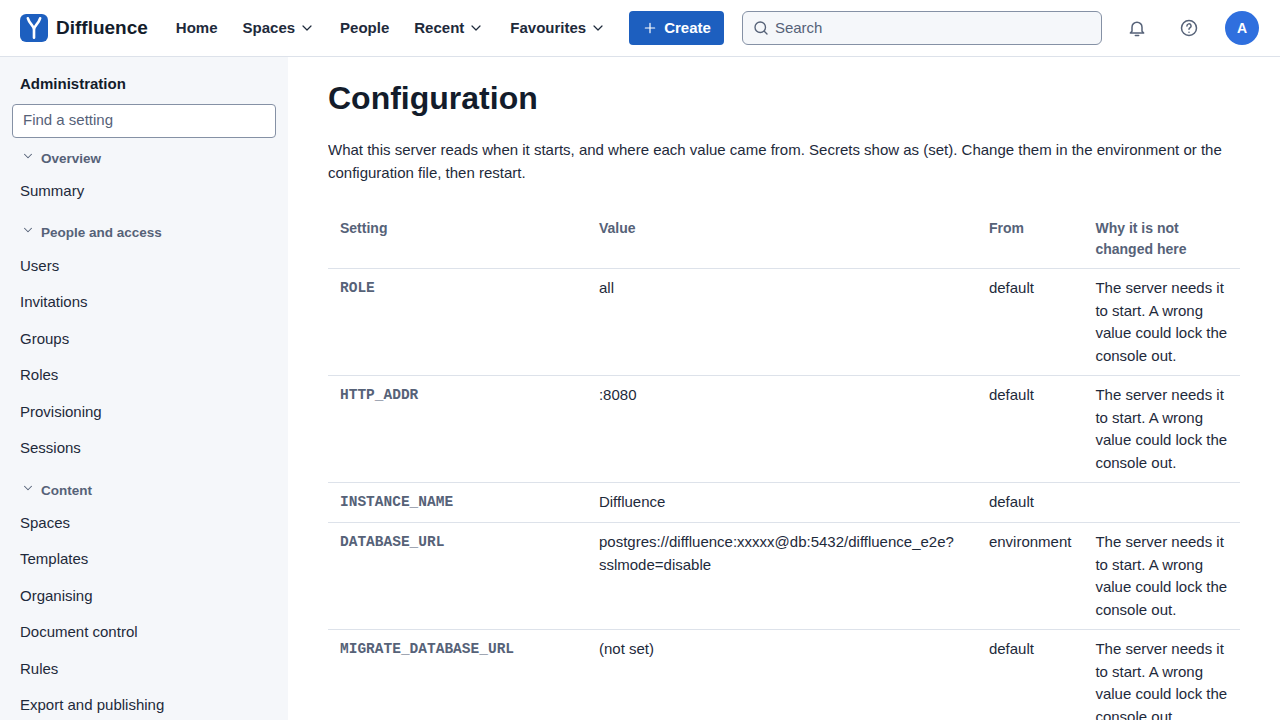 Diffluence
Home Spaces People Recent Favourites Create Search A
Administration
Find a setting
Overview
Summary
People and access
Users
Invitations
Groups
Roles
Provisioning
Sessions
Content
Spaces
Templates
Organising
Document control
Rules
Export and publishing
Configuration
What this server reads when it starts, and where each value came from. Secrets show as (set). Change them in the environment or the
configuration file, then restart.
Setting Value From Why it is not
changed here
ROLE all default The server needs it
to start. A wrong
value could lock the
console out.
HTTP_ADDR :8080 default The server needs it
to start. A wrong
value could lock the
console out.
INSTANCE_NAME Diffluence default
DATABASE_URL postgres://diffluence:xxxxx@db:5432/diffluence_e2e? environment The server needs it
sslmode=disable to start. A wrong
value could lock the
console out.
MIGRATE_DATABASE_URL (not set) default The server needs it
to start. A wrong
value could lock the
console out.